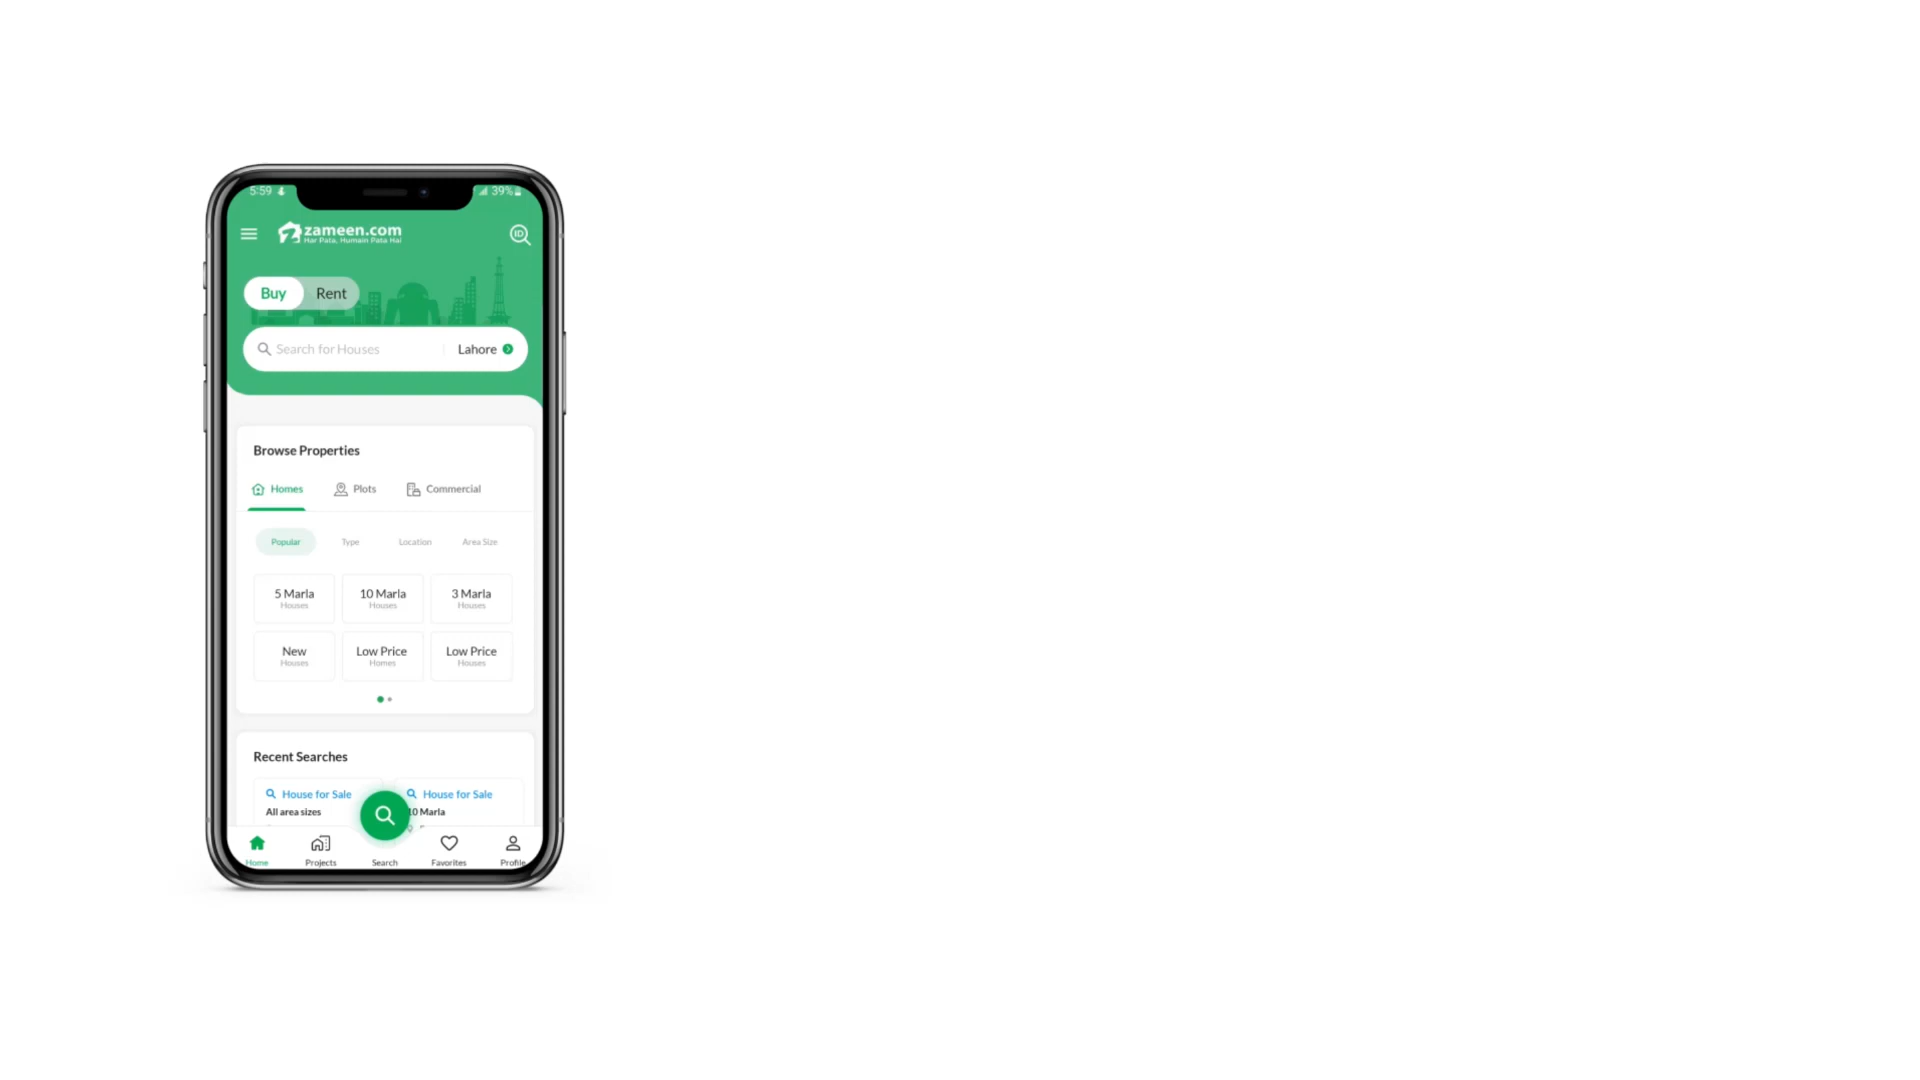 5:59
39%
zameen.com
Har Pata, Humain Pata Hai
ID
Buy Rent
Search for Houses Lahore
Browse Properties
Homes Plots Commercial
Popular Type Location Area Size
5 Marla 10 Marla 3 Marla
Houses Houses Houses
New Low Price Low Price
Houses Homes Houses
Recent Searches
House for Sale House for Sale
All area sizes 10 Marla
Home Projects Search Favorites Profile